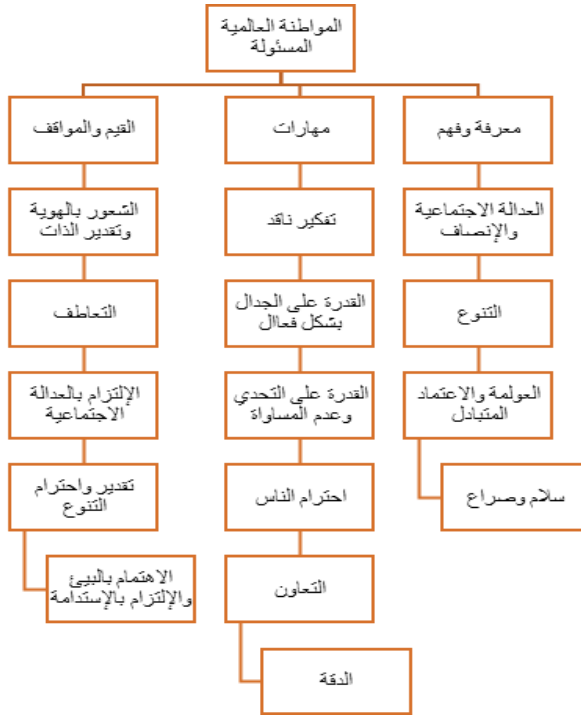 المواطنة العالمية
المسئولة
معرفة وفهم
العدالة الاجتماعية
والإنصاف
التنوع
العولمة والاعتماد
المتبادل
سلام وصراع
مهارات
تفكير ناقد
القدرة على الجدال
بشكل فعاال
القدرة على التحدي
وعدم المساواة
احترام الناس
التعاون
الدقة
القيم والمواقف
الشعور بالهوية
وتقدير الذات
التعاطف
الإلتزام بالعدالة
الاجتماعية
تقدير واحترام
التنوع
الاهتمام بالبيئ
والإلتزام بالإستدامة